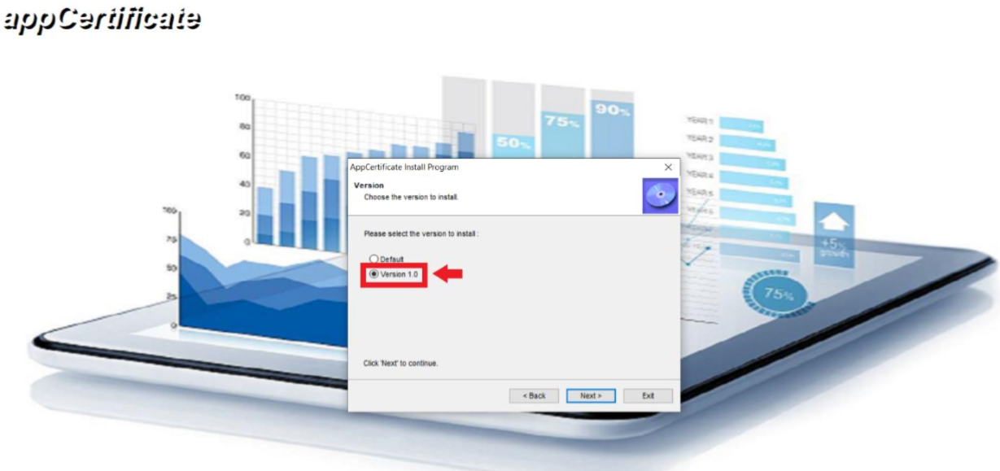 appCertificate
100
80
60
40
20
0
50%
75%
90%
YEAR 1
YEAR 2
YEAR 3
YEAR 4
YEAR 5
YEAR 6
100
75
50
25
0
+5%
growth
75%
AppCertificate Install Program
Version
Choose the version to install.
Please select the version to install :
Default
Version 1.0
Click 'Next' to continue.
< Back Next > Exit